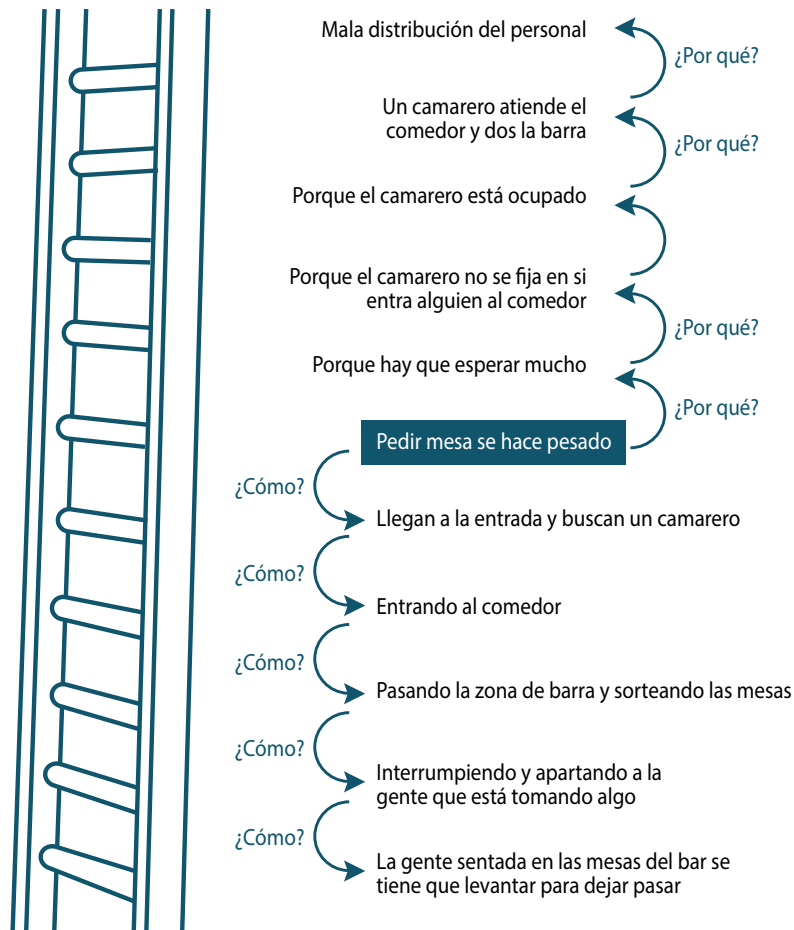 Mala distribución del personal
¿Por qué?
Un camarero atiende el
comedor y dos la barra
¿Por qué?
Porque el camarero está ocupado
Porque el camarero no se fija en si
entra alguien al comedor
¿Por qué?
Porque hay que esperar mucho
¿Por qué?
Pedir mesa se hace pesado
¿Cómo?
Llegan a la entrada y buscan un camarero
¿Cómo?
Entrando al comedor
¿Cómo?
Pasando la zona de barra y sorteando las mesas
¿Cómo?
Interrumpiendo y apartando a la
gente que está tomando algo
¿Cómo?
La gente sentada en las mesas del bar se
tiene que levantar para dejar pasar